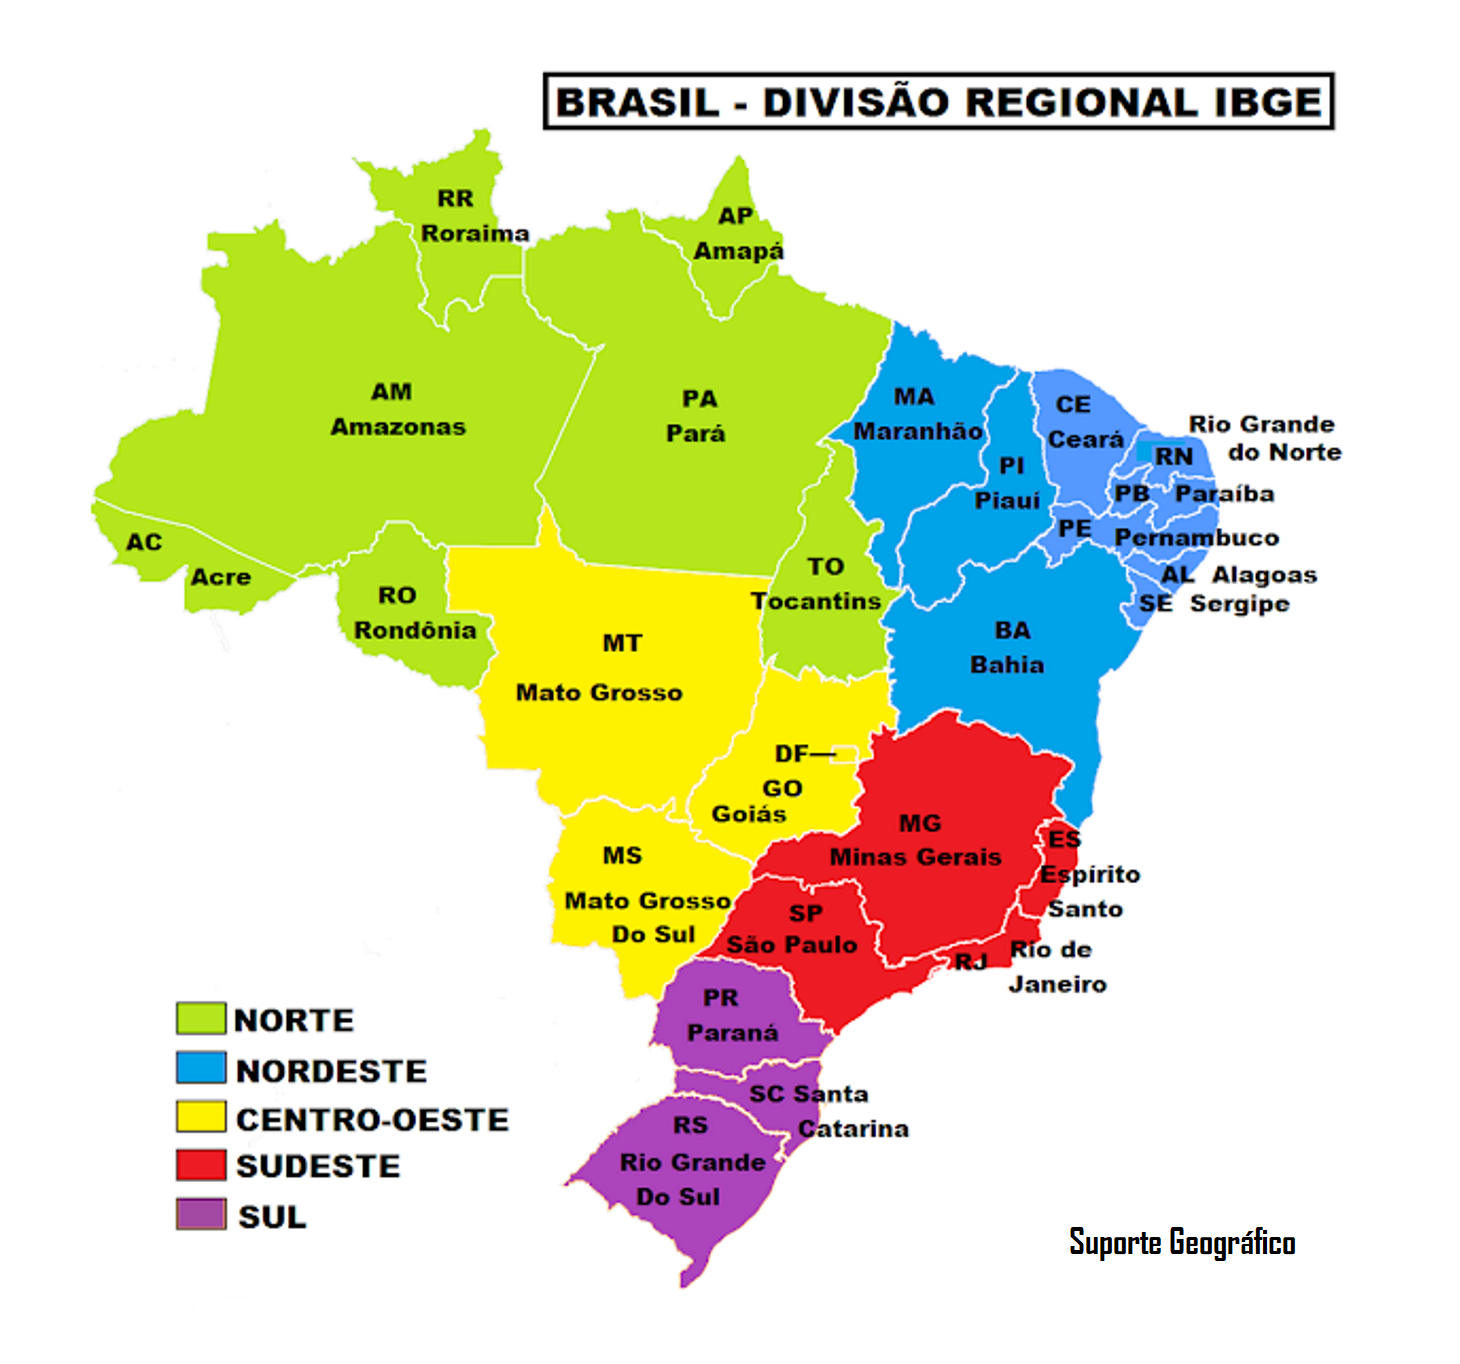 BRASIL - DIVISÃO REGIONAL IBGE
RR
Roraima
AP
Amapá
AM
Amazonas
PA
Pará
MA
Maranhão
CE
Ceará
Rio Grande
do Norte
RN
PI
Piauí
PB Paraíba
PE Pernambuco
AC
Acre
RO
Rondônia
TO
Tocantins
AL Alagoas
SE Sergipe
BA
Bahia
MT
Mato Grosso
DF
GO
Goiás
MG
Minas Gerais
ES
Espírito
Santo
MS
Mato Grosso
Do Sul
SP
São Paulo
RJ
Rio de
Janeiro
PR
Paraná
SC Santa
Catarina
RS
Rio Grande
Do Sul
NORTE
NORDESTE
CENTRO-OESTE
SUDESTE
SUL
Suporte Geográfico